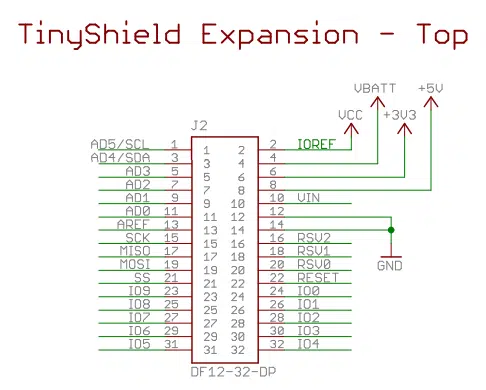 TinyShield Expansion - Top
VBATT +5V
VCC +3V3
J2
AD5/SCL 1 1 2 2 IOREF
AD4/SDA 3 3 4 4
AD3 5 5 6 6
AD2 7 7 8 8
AD1 9 9 10 10 VIN
AD0 11 11 12 12
AREF 13 13 14 14
SCK 15 15 16 16 RSV2
MISO 17 17 18 18 RSV1
MOSI 19 19 20 20 RSV0
SS 21 21 22 22 RESET
IO9 23 23 24 24 IO0
IO8 25 25 26 26 IO1
IO7 27 27 28 28 IO2
IO6 29 29 30 30 IO3
IO5 31 31 32 32 IO4
GND
DF12-32-DP